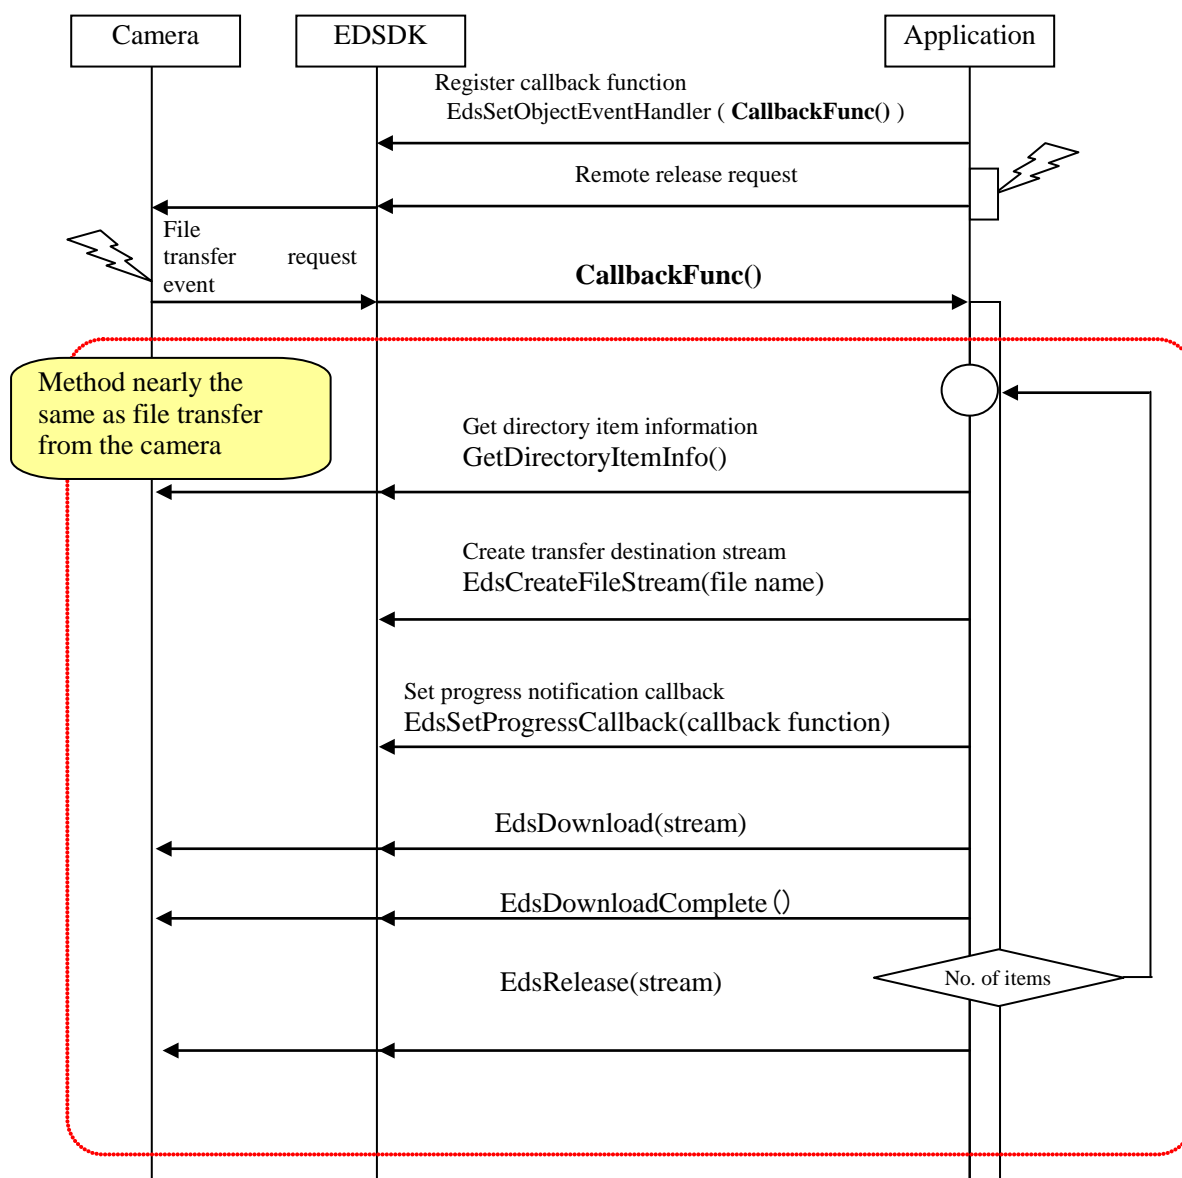 Camera
EDSDK
Application
Register callback function
EdsSetObjectEventHandler ( CallbackFunc() )
Remote release request
File
transfer request
event
CallbackFunc()
Method nearly the
same as file transfer
from the camera
Get directory item information
GetDirectoryItemInfo()
Create transfer destination stream
EdsCreateFileStream(file name)
Set progress notification callback
EdsSetProgressCallback(callback function)
EdsDownload(stream)
EdsDownloadComplete()
No. of items
EdsRelease(stream)